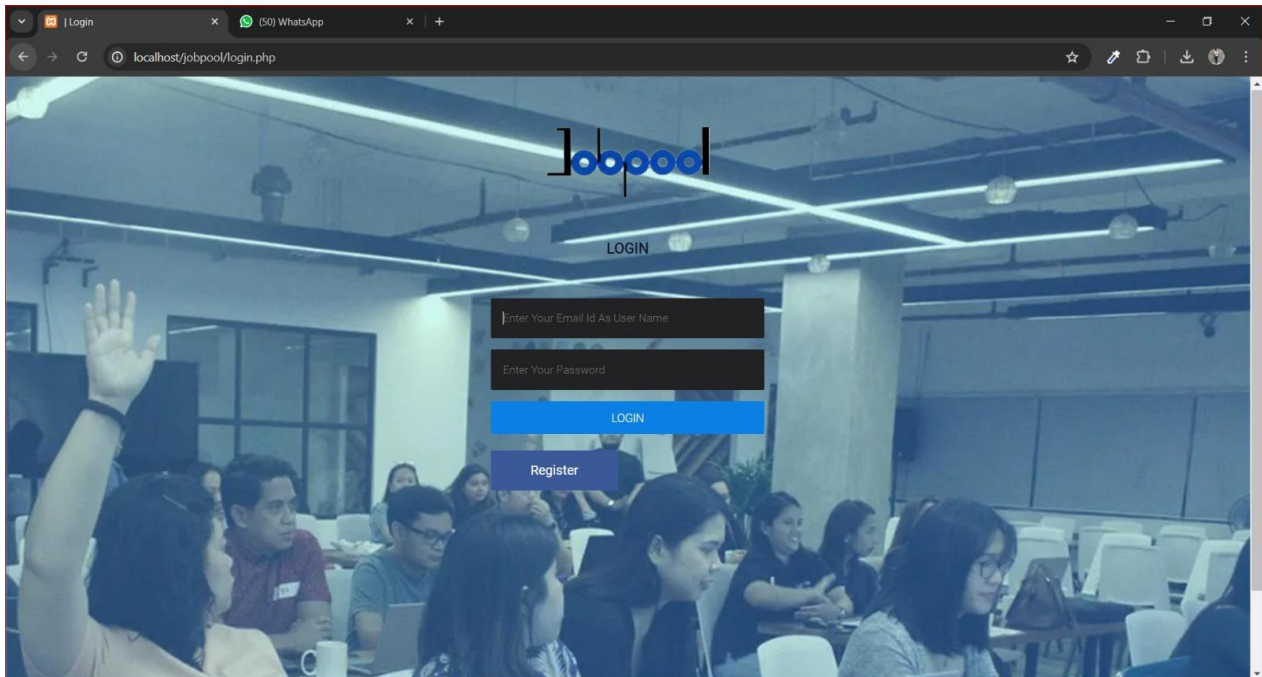 | Login
(50) WhatsApp
localhost/jobpool/login.php
Jobpool
LOGIN
Enter Your Email Id As User Name
Enter Your Password
LOGIN
Register